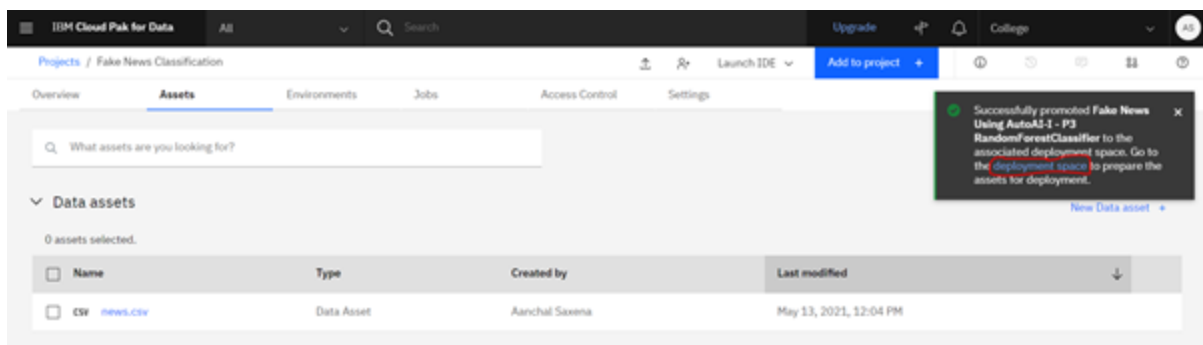 IBM Cloud Pak for Data All Search Upgrade College AS
Projects / Fake News Classification Launch IDE Add to project +
Overview Assets Environments Jobs Access Control Settings
Successfully promoted Fake News
Using AutoAI-I - P3
RandomForestClassifier to the
associated deployment space. Go to
the deployment space to prepare the
assets for deployment.
What assets are you looking for?
Data assets
New Data asset +
0 assets selected.
Name Type Created by Last modified
CSV news.csv Data Asset Aanchal Saxena May 13, 2021, 12:04 PM